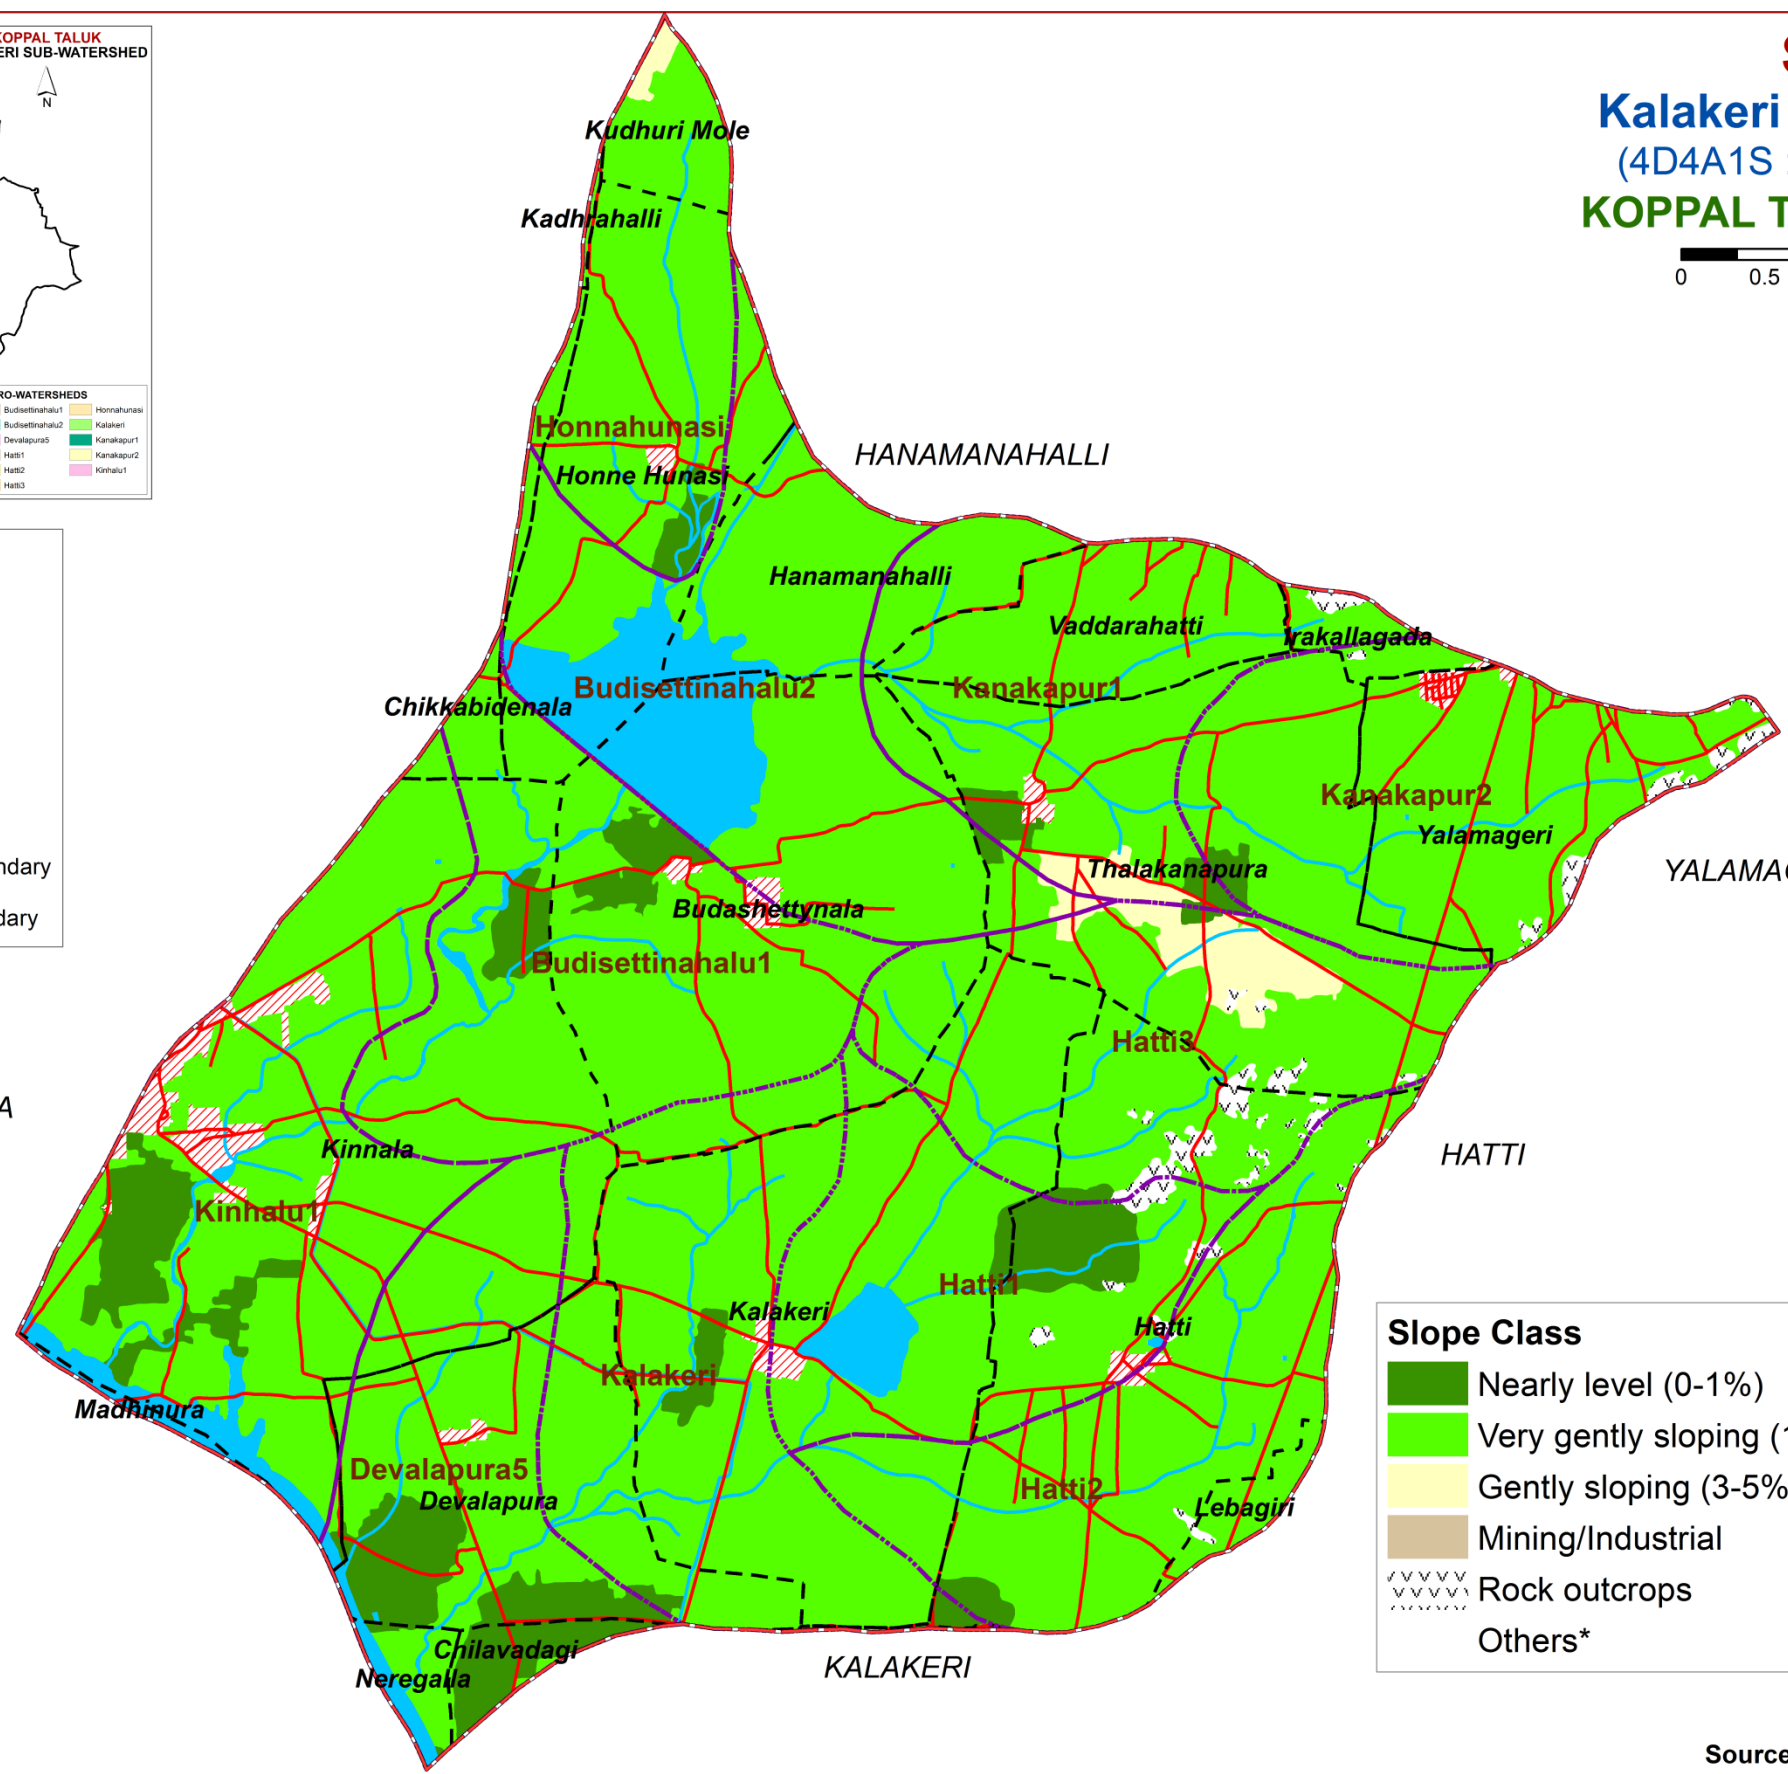 KOPPAL TALUK
ERI SUB-WATERSHED
N
RO-WATERSHEDS
Budisettinahalu1
Honnahunasi
Budisettinahalu2
Kalakeri
Devalapura5
Kanakapur1
Hatti1
Kanakapur2
Hatti2
Kinhalu1
Hatti3
ndary
dary
A
S
Kalakeri
(4D4A1S
KOPPAL T
0 0.5
Kudhuri Mole
Kadhrahalli
Honnahunasi
HANAMANAHALLI
Honne Hunasi
Hanamanahalli
Vaddarahatti
Irakallagada
Budisettinahalu2
Kanakapur1
Chikkabidenala
Kanakapur2
Yalamageri
Thalakanapura
YALAMAG
Budashettynala
Budisettinahalu1
Hatti3
Kinnala
HATTI
Kinhalu1
Hatti1
Kalakeri
Hatti
Kalakeri
Madhinura
Devalapura5
Devalapura
Hatti2
Lebagiri
Chilavadagi
Neregalla
KALAKERI
Slope Class
Nearly level (0-1%)
Very gently sloping (1
Gently sloping (3-5%
Mining/Industrial
Rock outcrops
Others*
Source